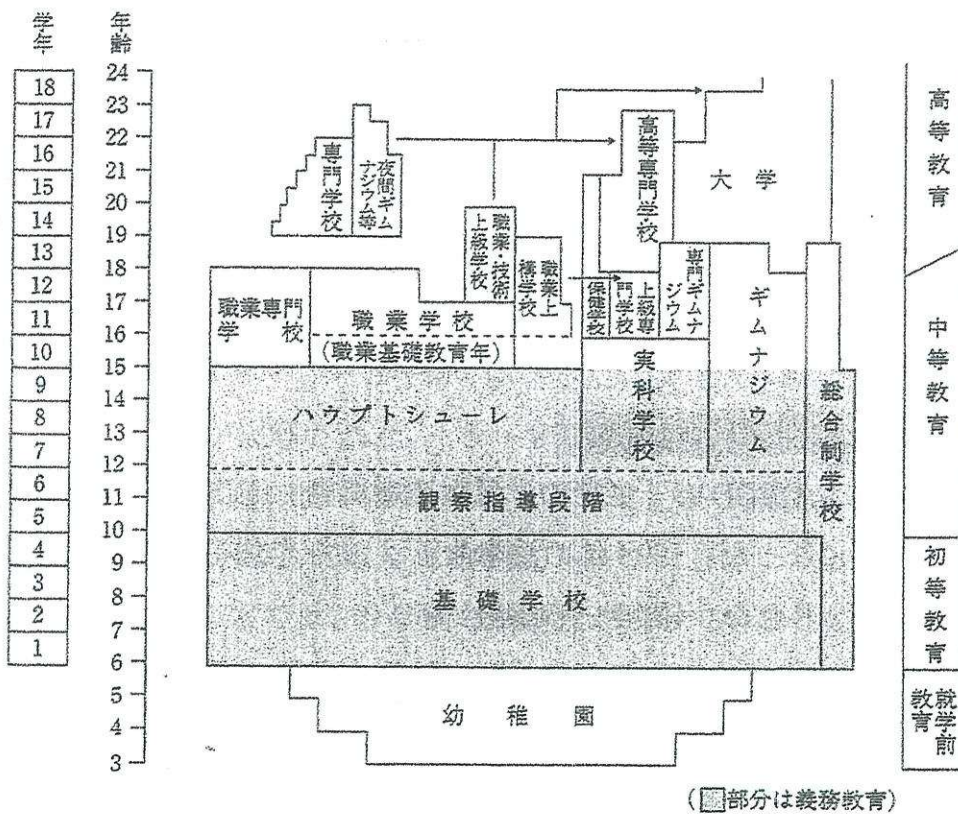 学年
年齢
18
17
16
15
14
13
12
11
10
9
8
7
6
5
4
3
2
1
24
23
22
21
20
19
18
17
16
15
14
13
12
11
10
9
8
7
6
5
4
3
専門学校
夜間ギム
ナジウム等
職業・技術
上級学校
職業上
構学校
高等専門学校
大学
保健学校
上級専
門学校
専門ギムナ
ジウム
ギムナジウム
総合制学校
職業専門
学校
職業学校
(職業基礎教育年)
実科学校
ハウプトシューレ
観察指導段階
基礎学校
幼稚園
高等教育
中等教育
初等教育
就学前
教育
(部分は義務教育)